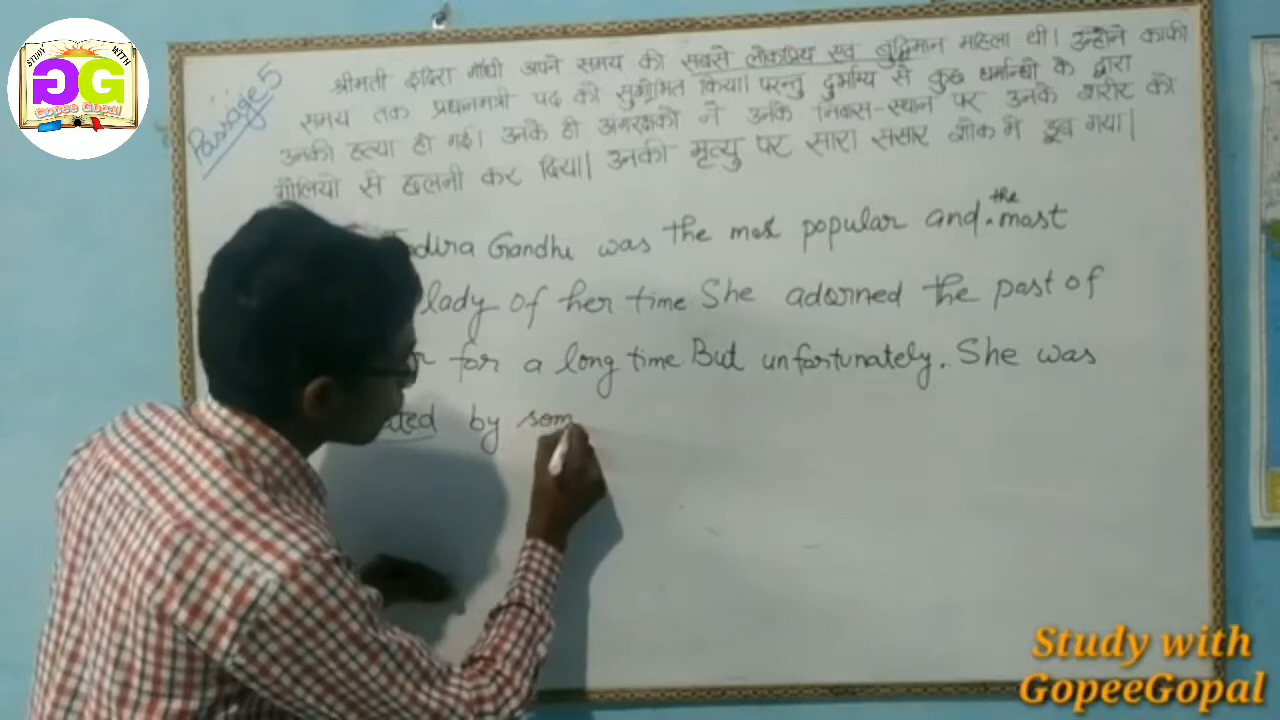 STUDY WITH
GG
Gopee Gopal
Passage 5
श्रीमती इंदिरा गांधी अपने समय की सबसे लोकप्रिय एवं बुद्धिमान महिला थी। उन्होंने काफी
समय तक प्रधानमंत्री पद को सुशोभित किया। परन्तु दुर्भाग्य से कुछ धर्मान्धो के द्वारा
उनकी हत्या हो गई। उनके ही अंगरक्षको ने उनके निवास-स्थान पर उनके शरीर को
गोलियो से छलनी कर दिया। उनकी मृत्यु पर सारा संसार शोक में डूब गया।
Gandhi was the most popular and the most
lady of her time She adorned the post of
for a long time But unfortunately. She was
by som
Study with
GopeeGopal